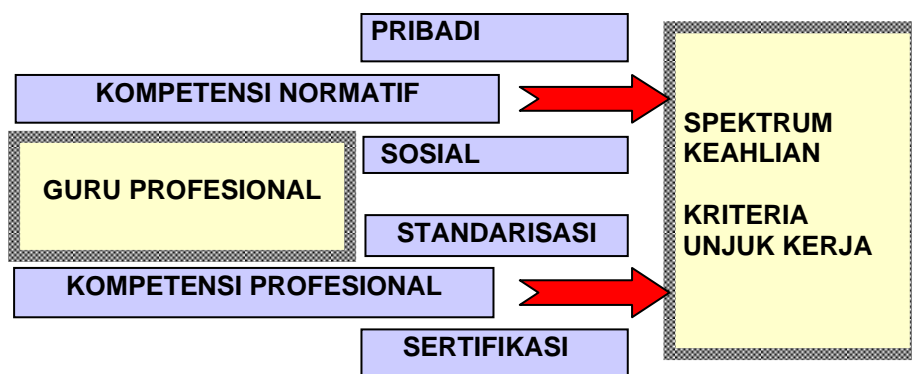 PRIBADI
KOMPETENSI NORMATIF
SOSIAL
GURU PROFESIONAL
STANDARISASI
KOMPETENSI PROFESIONAL
SERTIFIKASI
SPEKTRUM
KEAHLIAN
KRITERIA
UNJUK KERJA